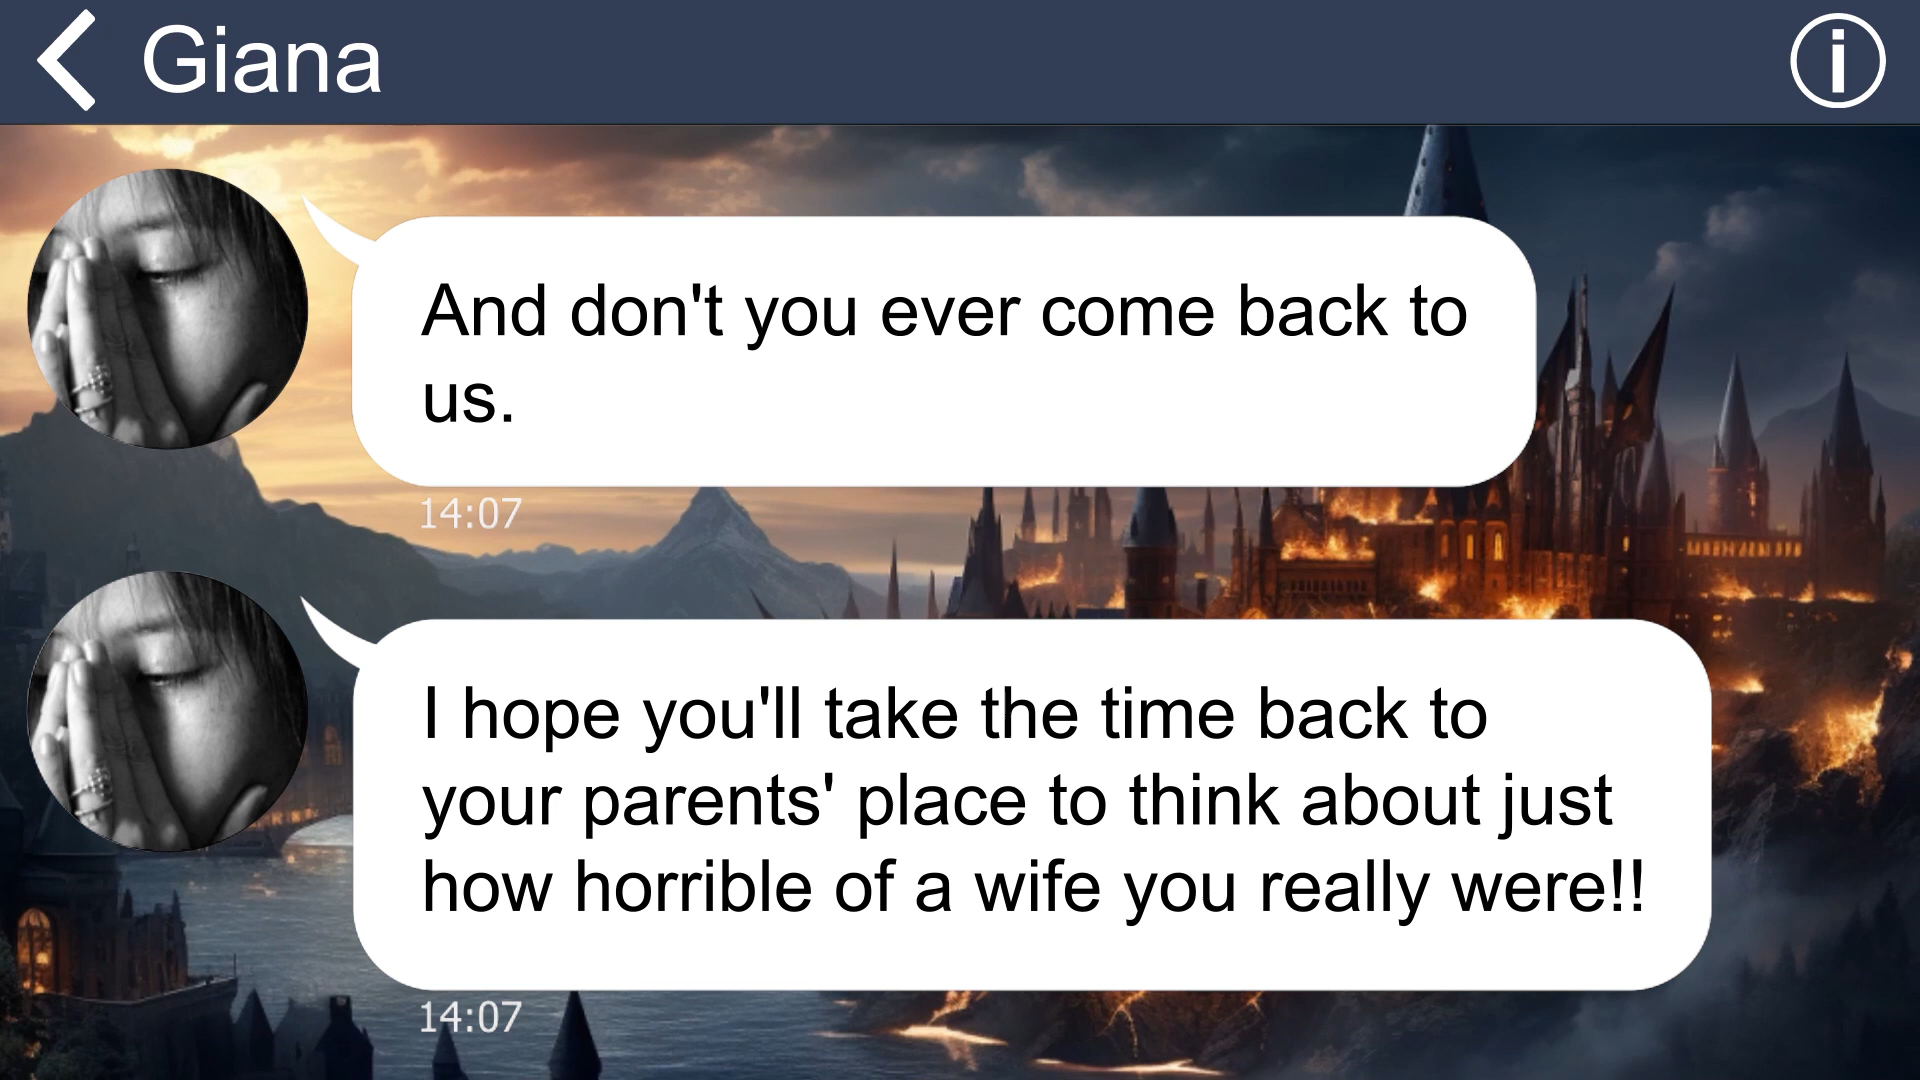 Giana
And don't you ever come back to
us.
14:07
I hope you'll take the time back to
your parents' place to think about just
how horrible of a wife you really were!!
14:07